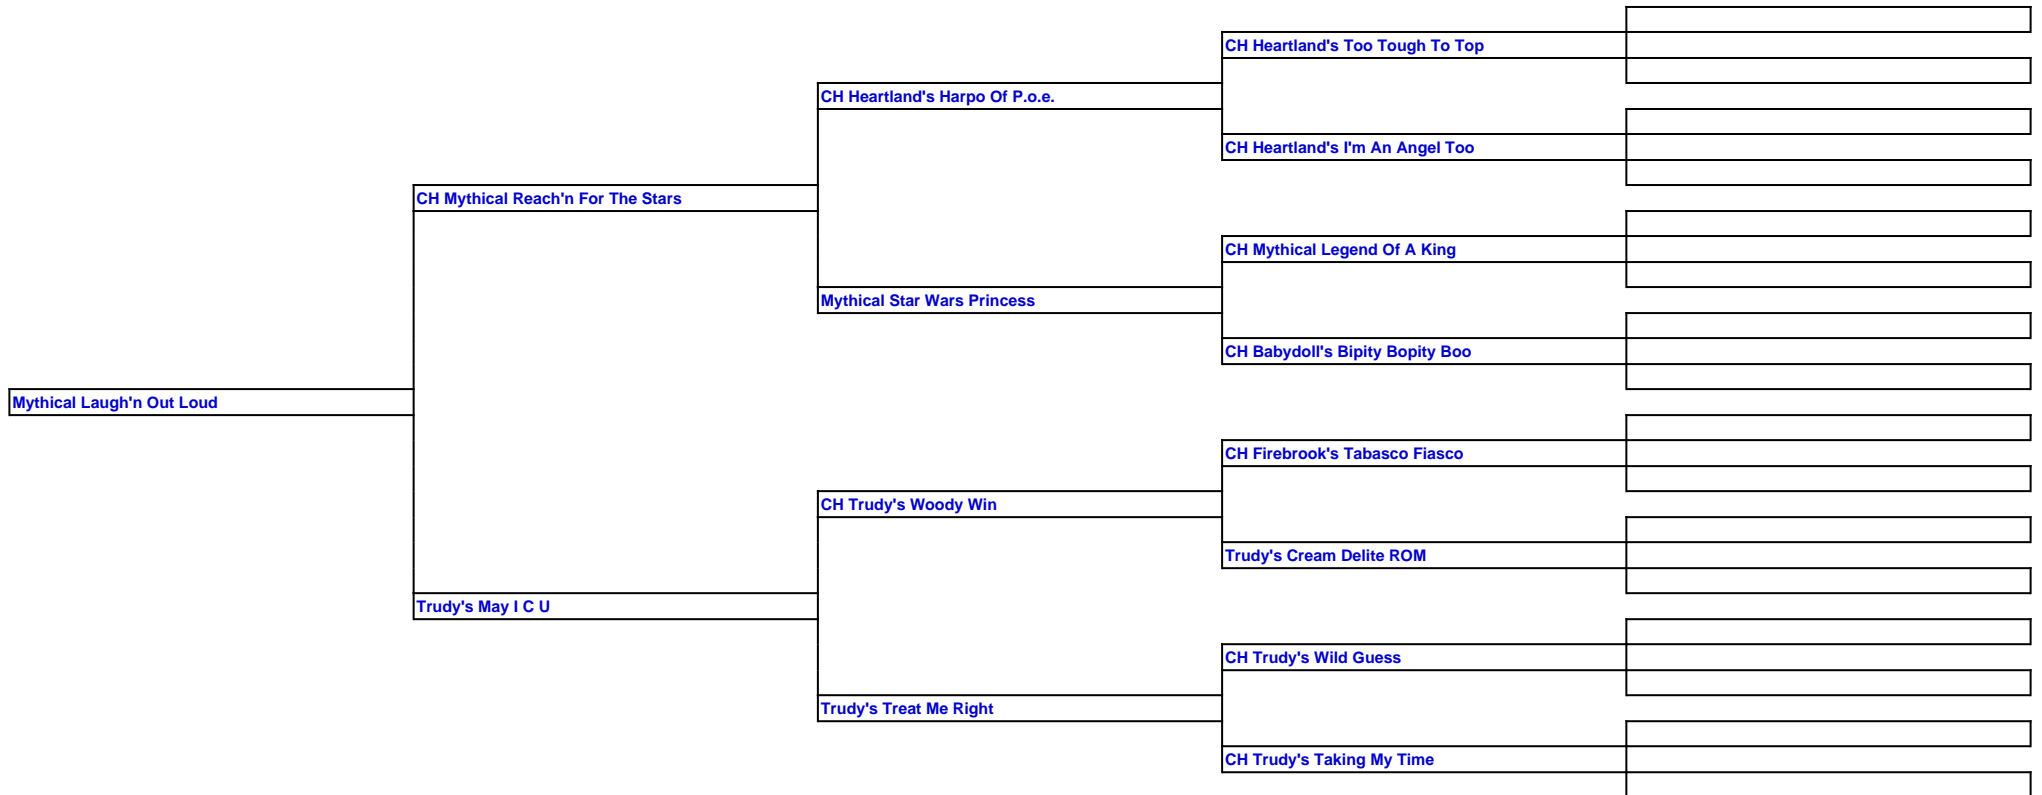 CH Heartland's Too Tough To Top
CH Heartland's Harpo Of P.o.e.
CH Heartland's I'm An Angel Too
CH Mythical Reach'n For The Stars
CH Mythical Legend Of A King
Mythical Star Wars Princess
CH Babydoll's Bipity Bopity Boo
Mythical Laugh'n Out Loud
CH Firebrook's Tabasco Fiasco
CH Trudy's Woody Win
Trudy's Cream Delite ROM
Trudy's May I C U
CH Trudy's Wild Guess
Trudy's Treat Me Right
CH Trudy's Taking My Time